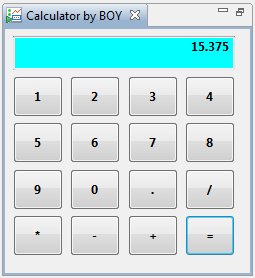 Calculator by BOY
15.375
1 2 3 4
5 6 7 8
9 0 . /
* - + =